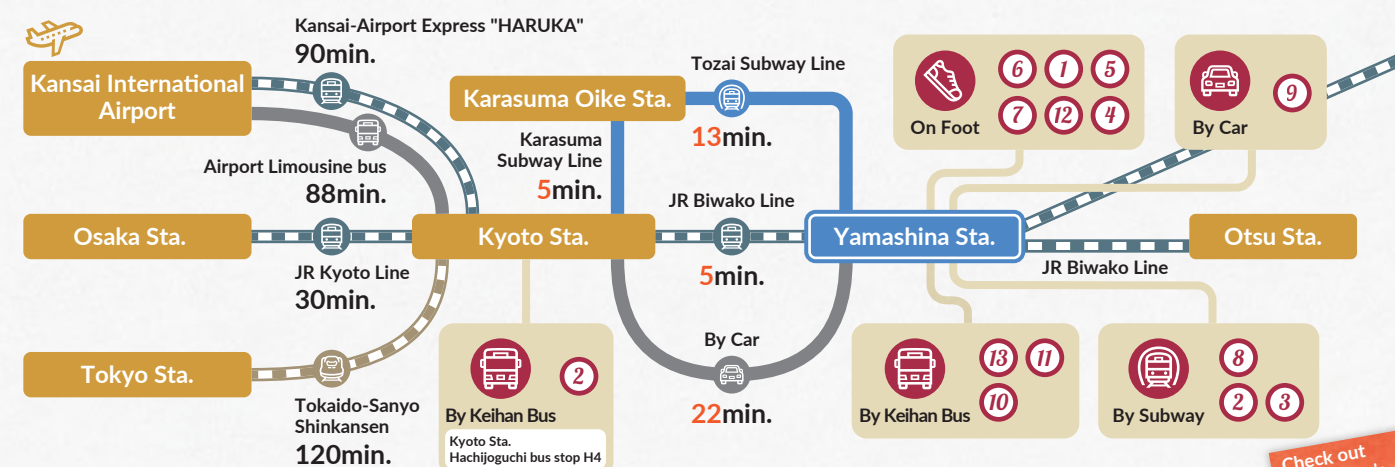 Kansai-Airport Express "HARUKA"
90min.
Kansai International
Airport
Airport Limousine bus
88min.
Osaka Sta.
JR Kyoto Line
30min.
Tokyo Sta.
Tokaido-Sanyo
Shinkansen
120min.
Karasuma Oike Sta.
Karasuma
Subway Line
5min.
Kyoto Sta.
By Keihan Bus
2
Kyoto Sta.
Hachijoguchi bus stop H4
Tozai Subway Line
13min.
JR Biwako Line
5min.
By Car
22min.
Yamashina Sta.
On Foot
6 1 5
7 12 4
By Car
9
JR Biwako Line
Otsu Sta.
By Keihan Bus
13 11
10
By Subway
8
2 3
Check out